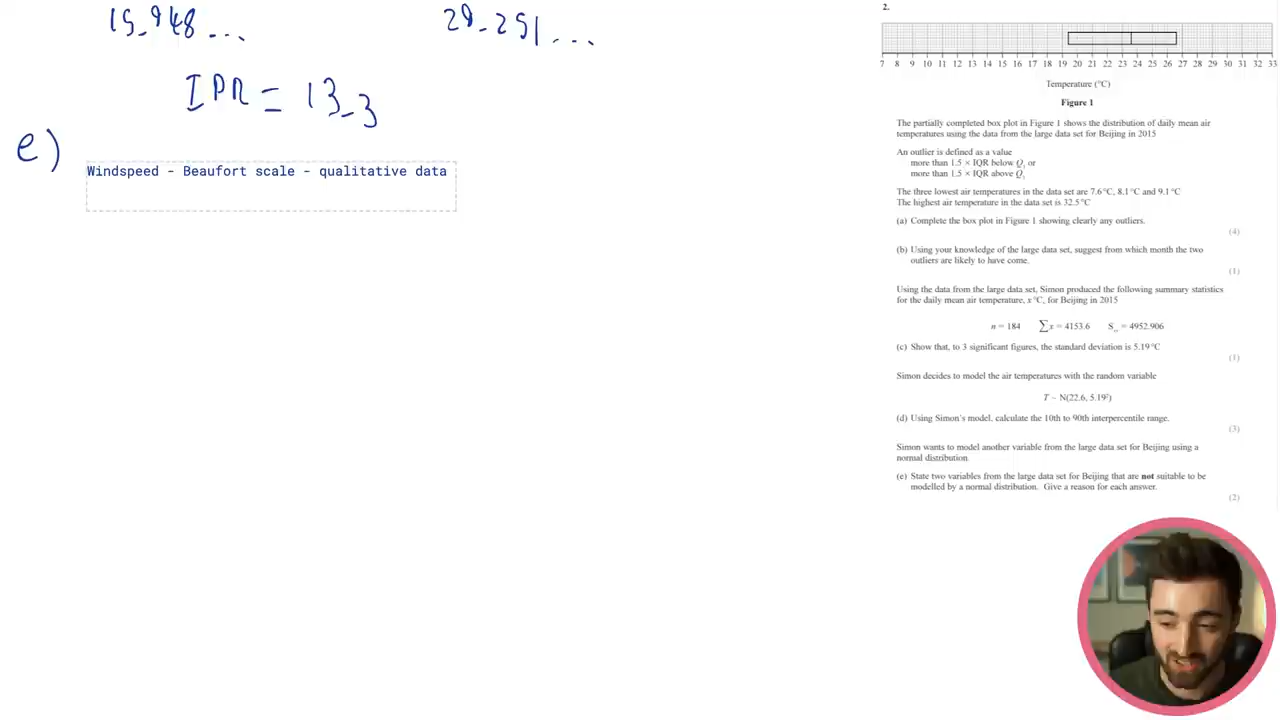 15.948...
29.251...
IPR = 13.3
e)
Windspeed - Beaufort scale - qualitative data
2.
7 8 9 10 11 12 13 14 15 16 17 18 19 20 21 22 23 24 25 26 27 28 29 30 31 32 33
Temperature (°C)
Figure 1
The partially completed box plot in Figure 1 shows the distribution of daily mean air
temperatures using the data from the large data set for Beijing in 2015
An outlier is defined as a value
more than 1.5 × IQR below Q1 or
more than 1.5 × IQR above Q3
The three lowest air temperatures in the data set are 7.6 °C, 8.1 °C and 9.1 °C
The highest air temperature in the data set is 32.5 °C
(a) Complete the box plot in Figure 1 showing clearly any outliers.
(4)
(b) Using your knowledge of the large data set, suggest from which month the two
outliers are likely to have come.
(1)
Using the data from the large data set, Simon produced the following summary statistics
for the daily mean air temperature, x °C, for Beijing in 2015
n = 184 ∑x = 4153.6 Sxx = 4952.906
(c) Show that, to 3 significant figures, the standard deviation is 5.19 °C
(1)
Simon decides to model the air temperatures with the random variable
T ~ N(22.6, 5.19²)
(d) Using Simon's model, calculate the 10th to 90th interpercentile range.
(3)
Simon wants to model another variable from the large data set for Beijing using a
normal distribution
(e) State two variables from the large data set for Beijing that are not suitable to be
modelled by a normal distribution. Give a reason for each answer.
(2)